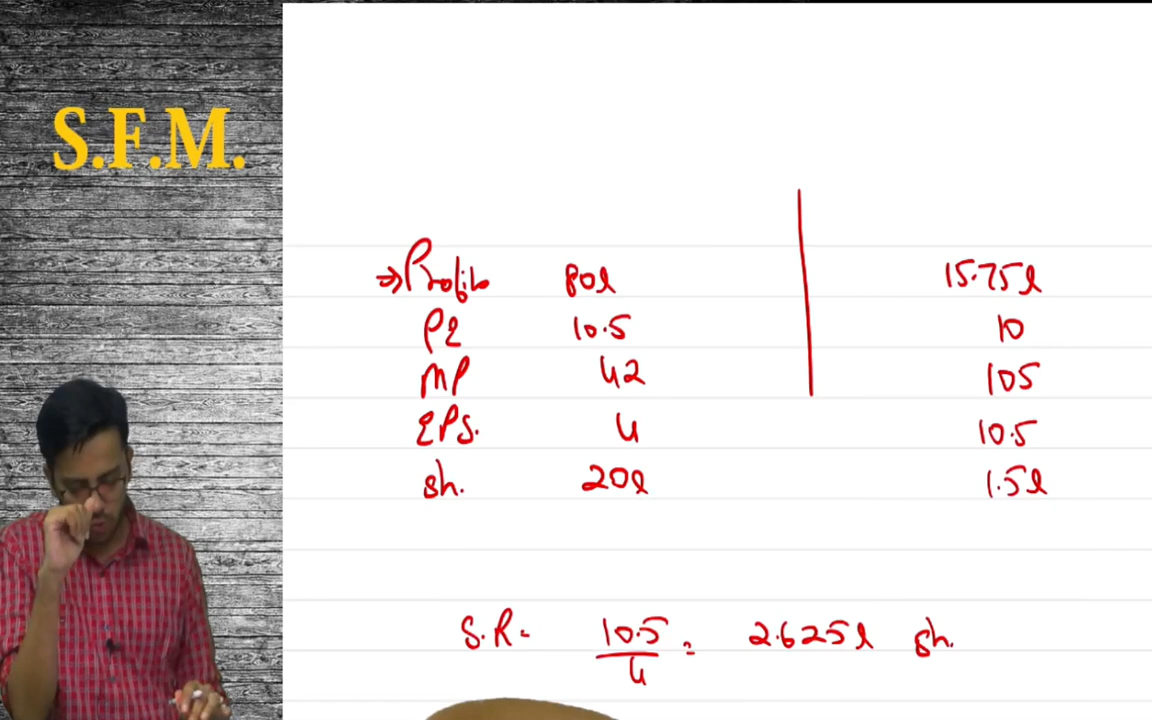 S.F.M.
⇒ Profit 80l 15.75l
PE 10.5 10
MP 42 105
EPS. 4 10.5
sh. 20l 1.5l
S.R = 10.5/4 = 2.625l sh.